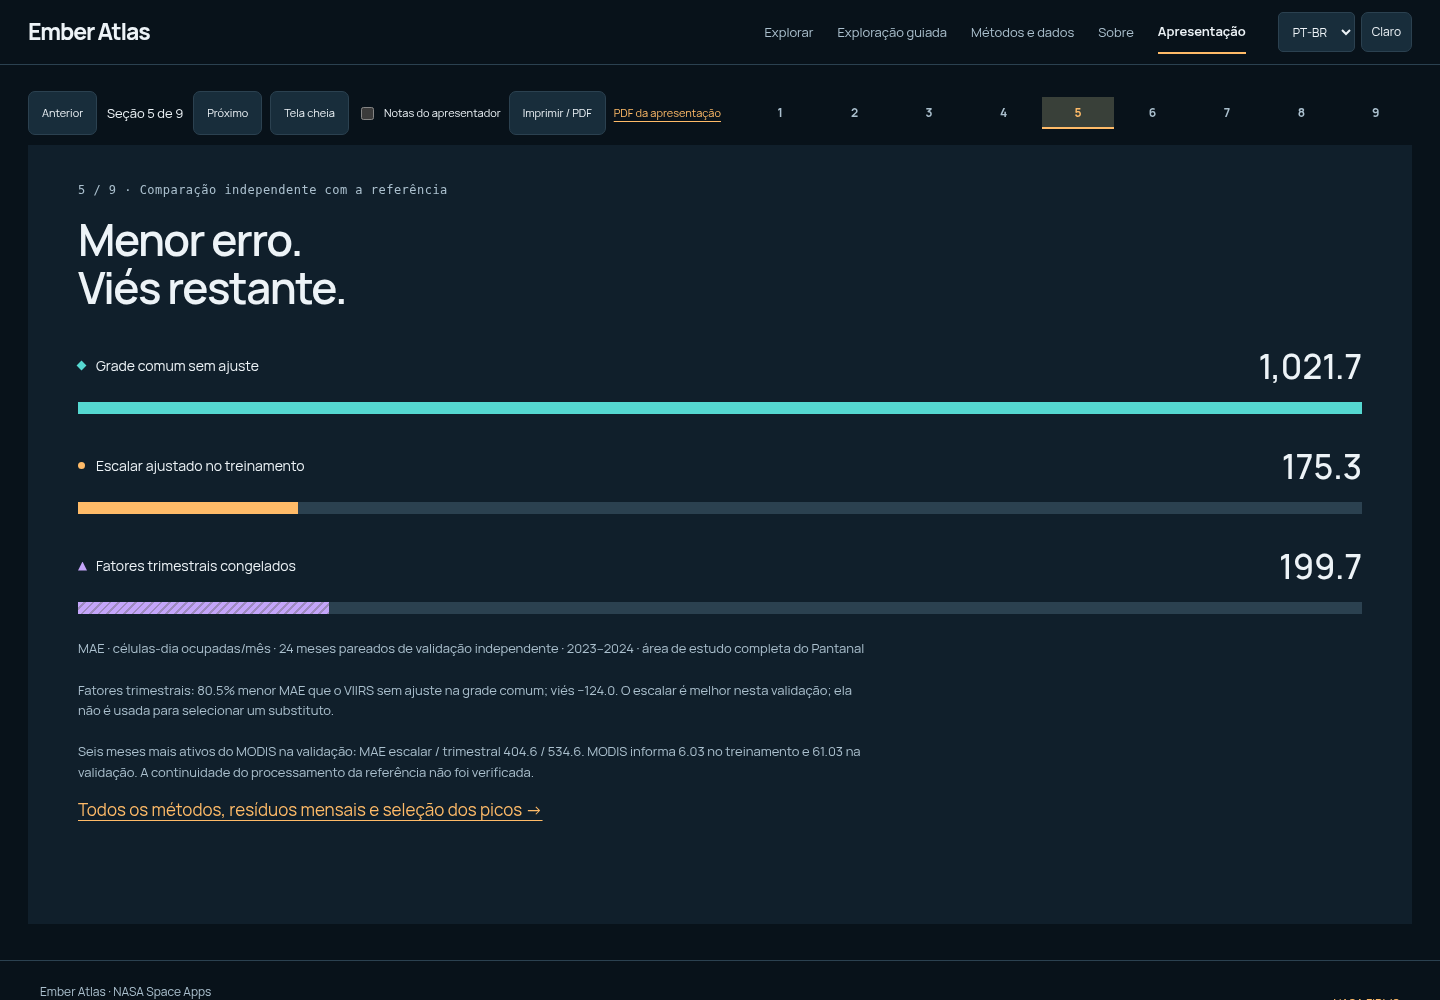 Ember Atlas
Explorar
Exploração guiada
Métodos e dados
Sobre
Apresentação
PT-BR
Claro
Anterior
Seção 5 de 9
Próximo
Tela cheia
Notas do apresentador
Imprimir / PDF
PDF da apresentação
1
2
3
4
5
6
7
8
9
5 / 9 · Comparação independente com a referência
Menor erro.
Viés restante.
Grade comum sem ajuste
1,021.7
Escalar ajustado no treinamento
175.3
Fatores trimestrais congelados
199.7
MAE · células-dia ocupadas/mês · 24 meses pareados de validação independente · 2023–2024 · área de estudo completa do Pantanal
Fatores trimestrais: 80.5% menor MAE que o VIIRS sem ajuste na grade comum; viés −124.0. O escalar é melhor nesta validação; ela
não é usada para selecionar um substituto.
Seis meses mais ativos do MODIS na validação: MAE escalar / trimestral 404.6 / 534.6. MODIS informa 6.03 no treinamento e 61.03 na
validação. A continuidade do processamento da referência não foi verificada.
Todos os métodos, resíduos mensais e seleção dos picos →
Ember Atlas · NASA Space Apps